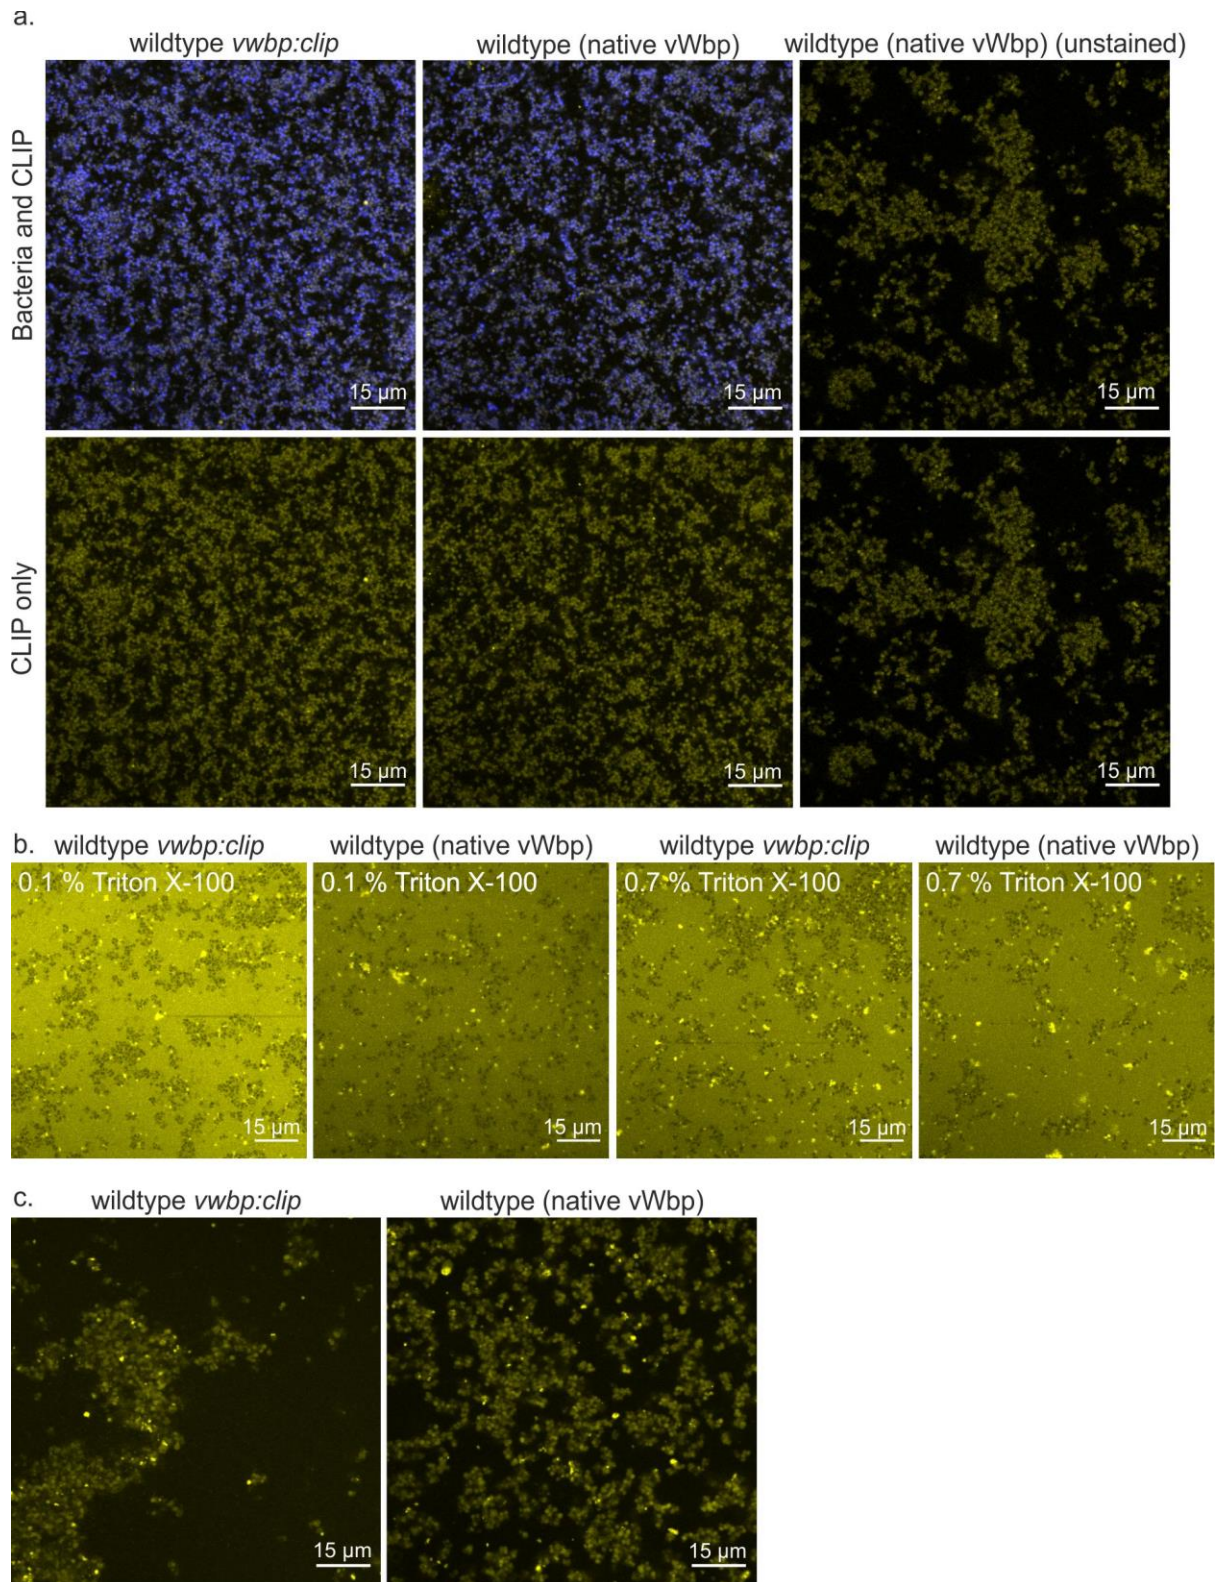 a.
wildtype vwbp:clip
wildtype (native vWbp)
wildtype (native vWbp) (unstained)
Bacteria and CLIP
15 µm
15 µm
15 µm
CLIP only
15 µm
15 µm
15 µm
b.
wildtype vwbp:clip
wildtype (native vWbp)
wildtype vwbp:clip
wildtype (native vWbp)
0.1 % Triton X-100
0.1 % Triton X-100
0.7 % Triton X-100
0.7 % Triton X-100
15 µm
15 µm
15 µm
15 µm
c.
wildtype vwbp:clip
wildtype (native vWbp)
15 µm
15 µm